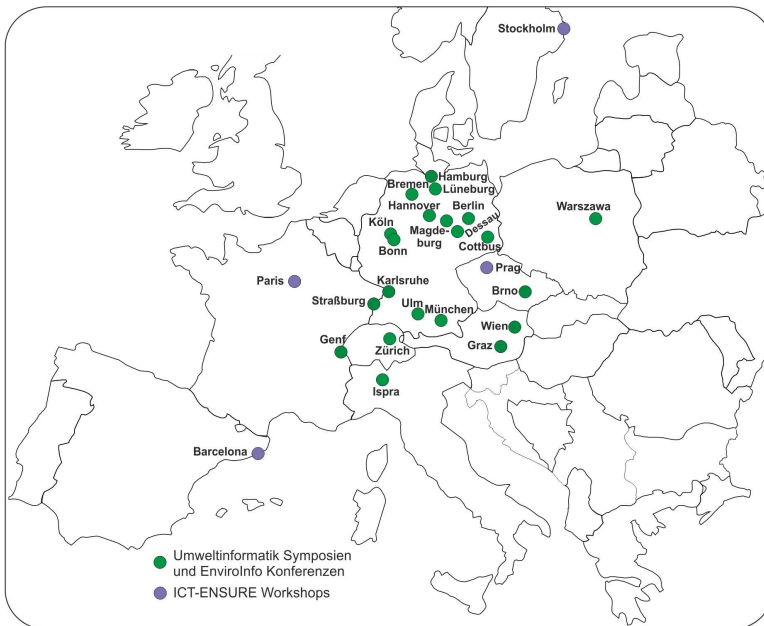 Stockholm
Hamburg
Bremen
Lüneburg
Hannover
Berlin
Warszawa
Köln
Magde-
burg
Dessau
Bonn
Cottbus
Prag
Paris
Karlsruhe
Brno
Straßburg
Ulm
München
Wien
Genf
Zürich
Graz
Ispra
Barcelona
Umweltinformatik Symposien
und EnviroInfo Konferenzen
ICT-ENSURE Workshops